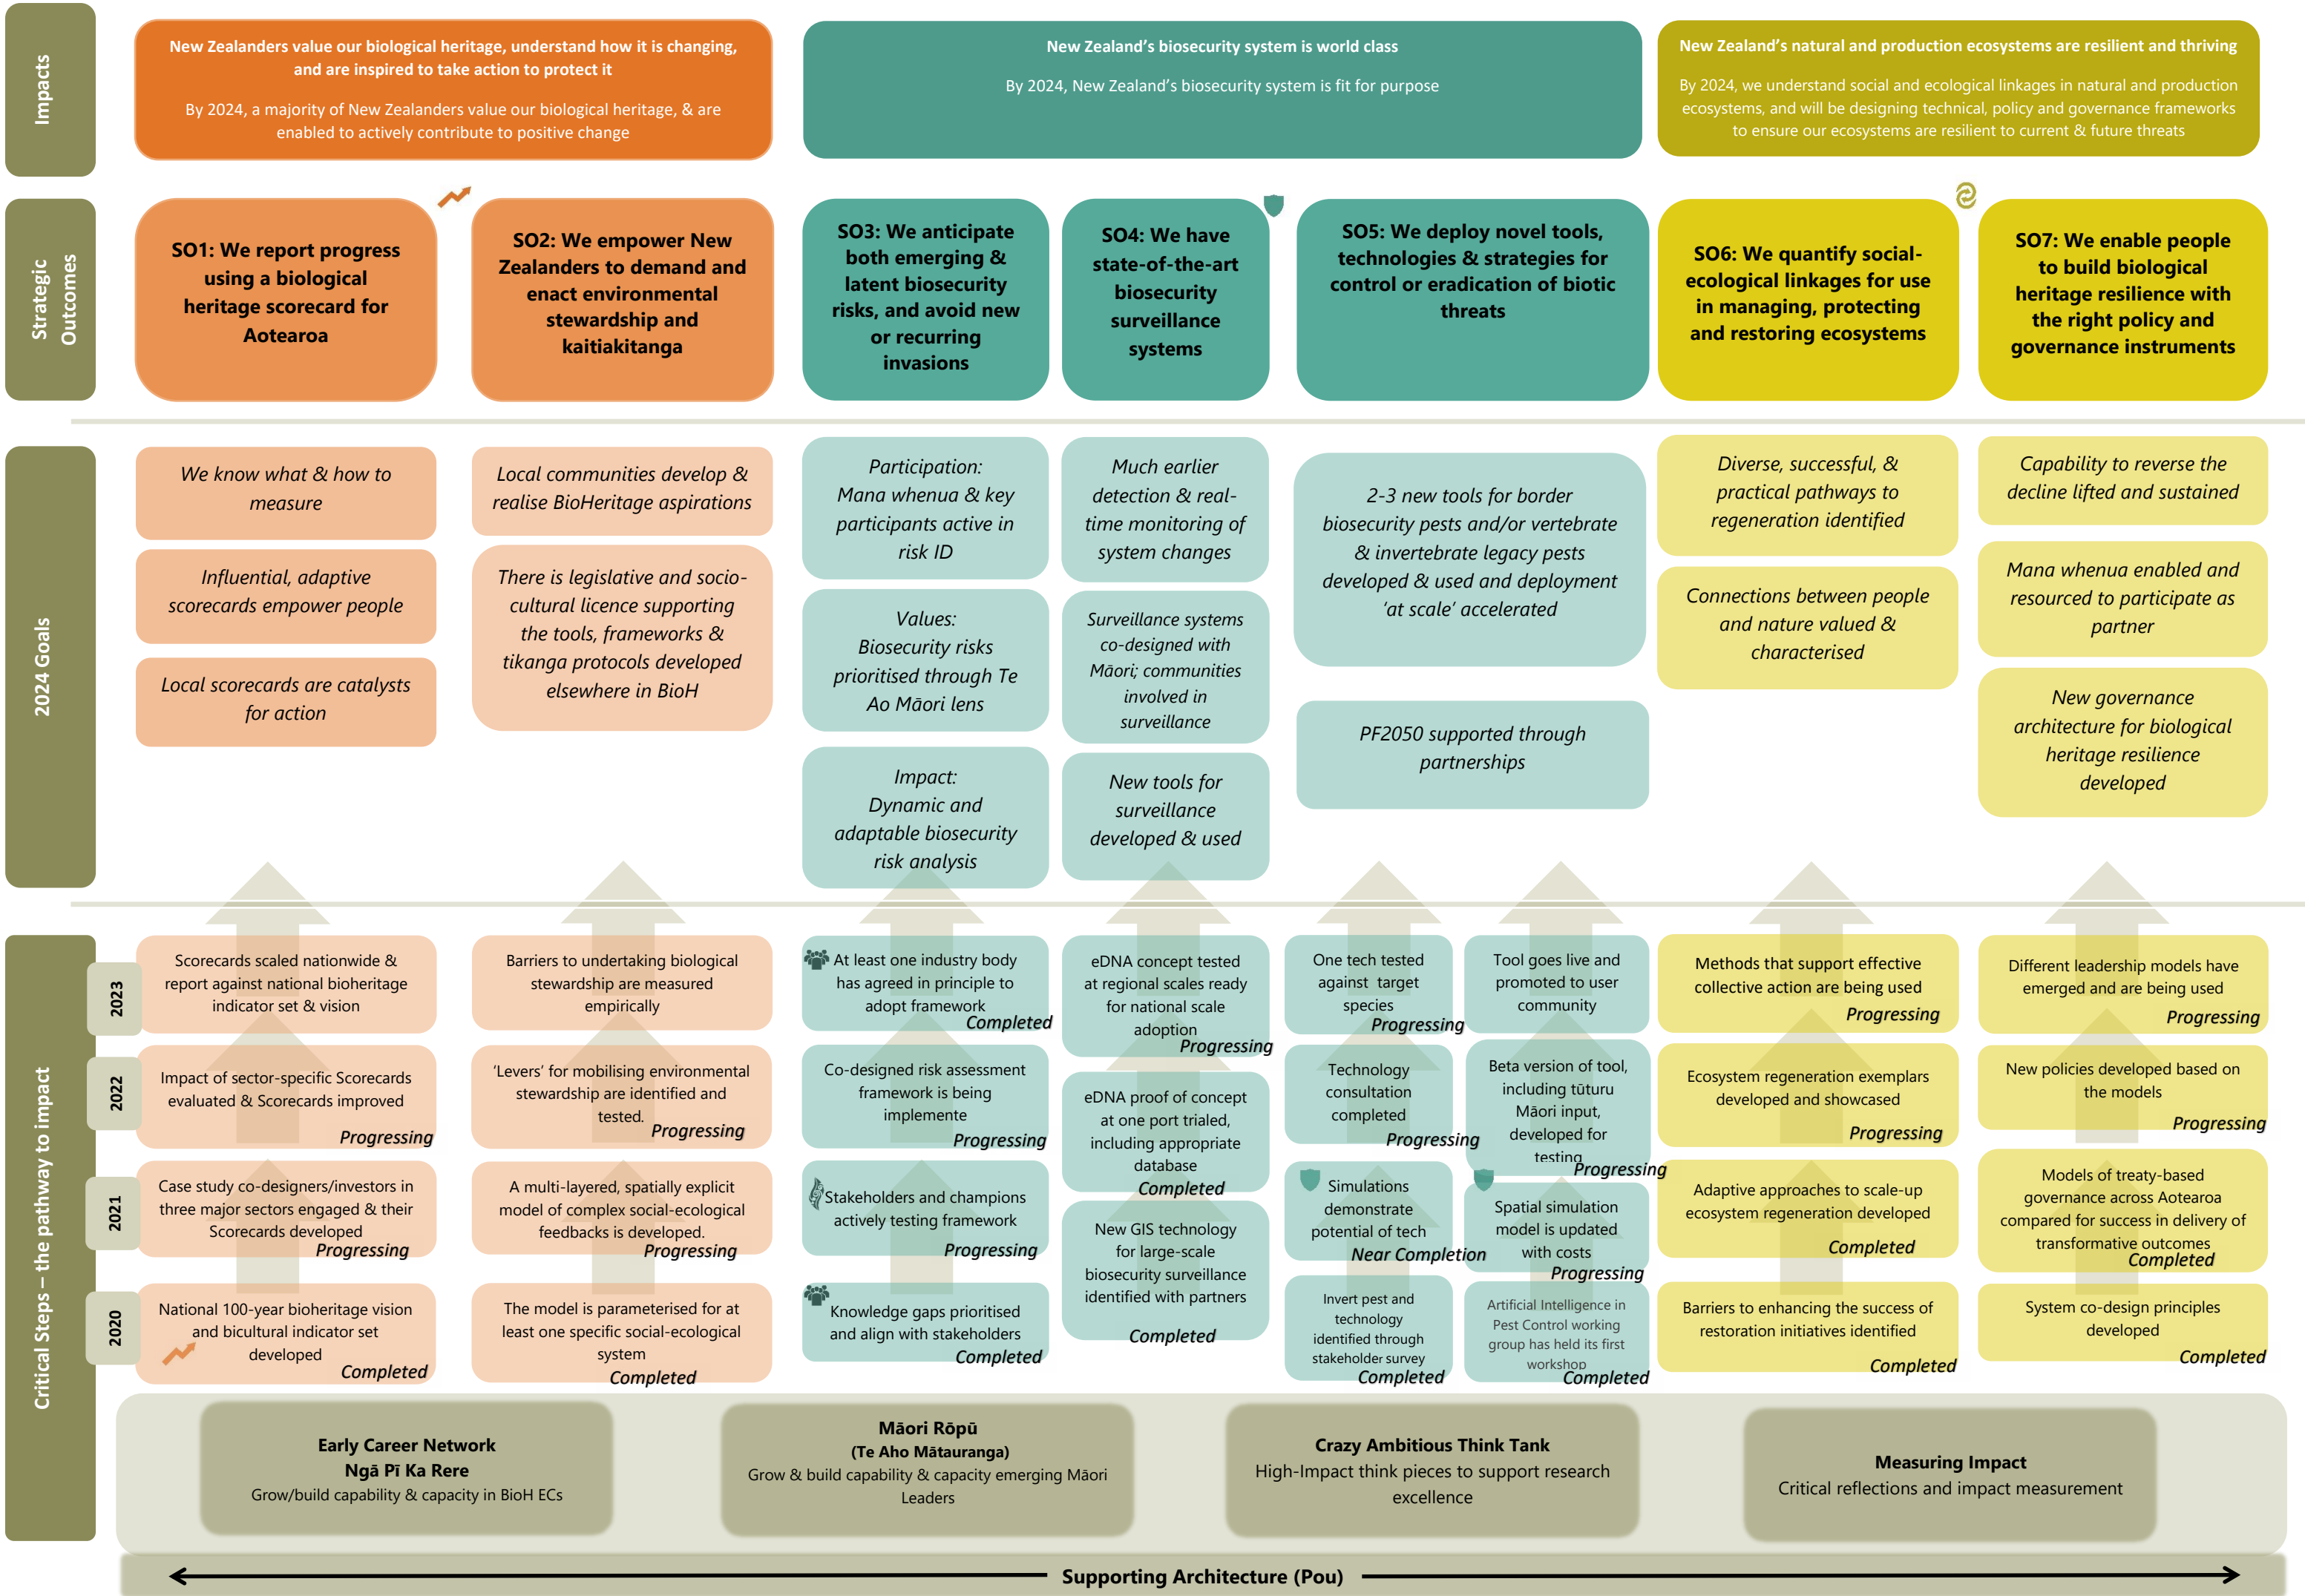 Impacts
New Zealanders value our biological heritage, understand how it is changing,
and are inspired to take action to protect it
By 2024, a majority of New Zealanders value our biological heritage, & are
enabled to actively contribute to positive change
New Zealand's biosecurity system is world class
By 2024, New Zealand's biosecurity system is fit for purpose
New Zealand's natural and production ecosystems are resilient and thriving
By 2024, we understand social and ecological linkages in natural and production
ecosystems, and will be designing technical, policy and governance frameworks
to ensure our ecosystems are resilient to current & future threats
Strategic
Outcomes
SO1: We report progress
using a biological
heritage scorecard for
Aotearoa
SO2: We empower New
Zealanders to demand and
enact environmental
stewardship and
kaitiakitanga
SO3: We anticipate
both emerging &
latent biosecurity
risks, and avoid new
or recurring
invasions
SO4: We have
state-of-the-art
biosecurity
surveillance
systems
SO5: We deploy novel tools,
technologies & strategies for
control or eradication of biotic
threats
SO6: We quantify social-
ecological linkages for use
in managing, protecting
and restoring ecosystems
SO7: We enable people
to build biological
heritage resilience with
the right policy and
governance instruments
2024 Goals
We know what & how to
measure
Influential, adaptive
scorecards empower people
Local scorecards are catalysts
for action
Local communities develop &
realise BioHeritage aspirations
There is legislative and socio-
cultural licence supporting
the tools, frameworks &
tikanga protocols developed
elsewhere in BioH
Participation:
Mana whenua & key
participants active in
risk ID
Values:
Biosecurity risks
prioritised through Te
Ao Māori lens
Impact:
Dynamic and
adaptable biosecurity
risk analysis
Much earlier
detection & real-
time monitoring of
system changes
Surveillance systems
co-designed with
Māori; communities
involved in
surveillance
New tools for
surveillance
developed & used
2-3 new tools for border
biosecurity pests and/or vertebrate
& invertebrate legacy pests
developed & used and deployment
'at scale' accelerated
PF2050 supported through
partnerships
Diverse, successful, &
practical pathways to
regeneration identified
Connections between people
and nature valued &
characterised
Capability to reverse the
decline lifted and sustained
Mana whenua enabled and
resourced to participate as
partner
New governance
architecture for biological
heritage resilience
developed
Critical Steps – the pathway to impact
2023
Scorecards scaled nationwide &
report against national bioheritage
indicator set & vision
Barriers to undertaking biological
stewardship are measured
empirically
At least one industry body
has agreed in principle to
adopt framework
Completed
eDNA concept tested
at regional scales ready
for national scale
adoption
Progressing
One tech tested
against target
species
Progressing
Tool goes live and
promoted to user
community
Methods that support effective
collective action are being used
Progressing
Different leadership models have
emerged and are being used
Progressing
2022
Impact of sector-specific Scorecards
evaluated & Scorecards improved
Progressing
'Levers' for mobilising environmental
stewardship are identified and
tested.
Progressing
Co-designed risk assessment
framework is being
implemente
Progressing
eDNA proof of concept
at one port trialed,
including appropriate
database
Completed
Technology
consultation
completed
Progressing
Beta version of tool,
including tūturu
Māori input,
developed for
testing
Progressing
Ecosystem regeneration exemplars
developed and showcased
Progressing
New policies developed based on
the models
Progressing
2021
Case study co-designers/investors in
three major sectors engaged & their
Scorecards developed
Progressing
A multi-layered, spatially explicit
model of complex social-ecological
feedbacks is developed.
Progressing
Stakeholders and champions
actively testing framework
Progressing
New GIS technology
for large-scale
biosecurity surveillance
identified with partners
Completed
Simulations
demonstrate
potential of tech
Near Completion
Spatial simulation
model is updated
with costs
Progressing
Adaptive approaches to scale-up
ecosystem regeneration developed
Completed
Models of treaty-based
governance across Aotearoa
compared for success in delivery of
transformative outcomes
Completed
2020
National 100-year bioheritage vision
and bicultural indicator set
developed
Completed
The model is parameterised for at
least one specific social-ecological
system
Completed
Knowledge gaps prioritised
and align with stakeholders
Completed
Invert pest and
technology
identified through
stakeholder survey
Completed
Artificial Intelligence in
Pest Control working
group has held its first
workshop
Completed
Barriers to enhancing the success of
restoration initiatives identified
Completed
System co-design principles
developed
Completed
Early Career Network
Ngā Pī Ka Rere
Grow/build capability & capacity in BioH ECs
Māori Rōpū
(Te Aho Mātauranga)
Grow & build capability & capacity emerging Māori
Leaders
Crazy Ambitious Think Tank
High-Impact think pieces to support research
excellence
Measuring Impact
Critical reflections and impact measurement
Supporting Architecture (Pou)